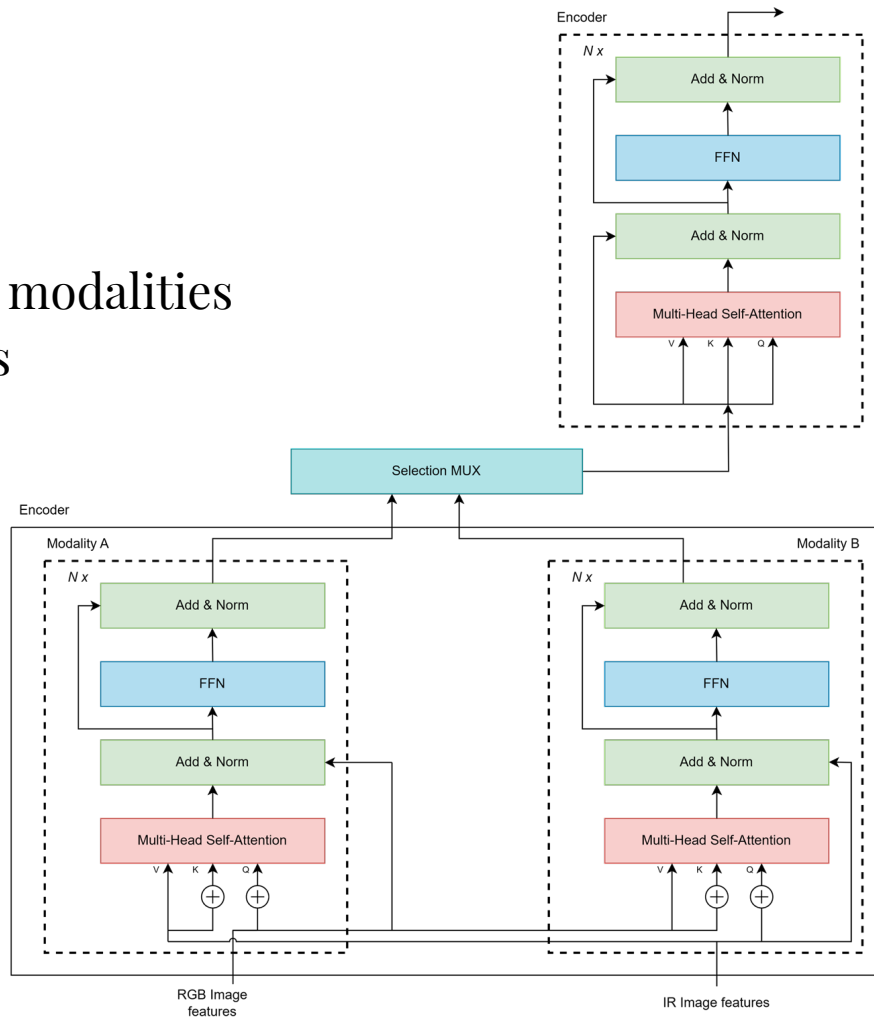 Encoder
N x
Add & Norm
FFN
Add & Norm
modalities
s
Multi-Head Self-Attention
V K Q
Selection MUX
Encoder
Modality A
Modality B
N x
N x
Add & Norm
Add & Norm
FFN
FFN
Add & Norm
Add & Norm
Multi-Head Self-Attention
Multi-Head Self-Attention
V K Q
V K Q
RGB Image
features
IR Image features